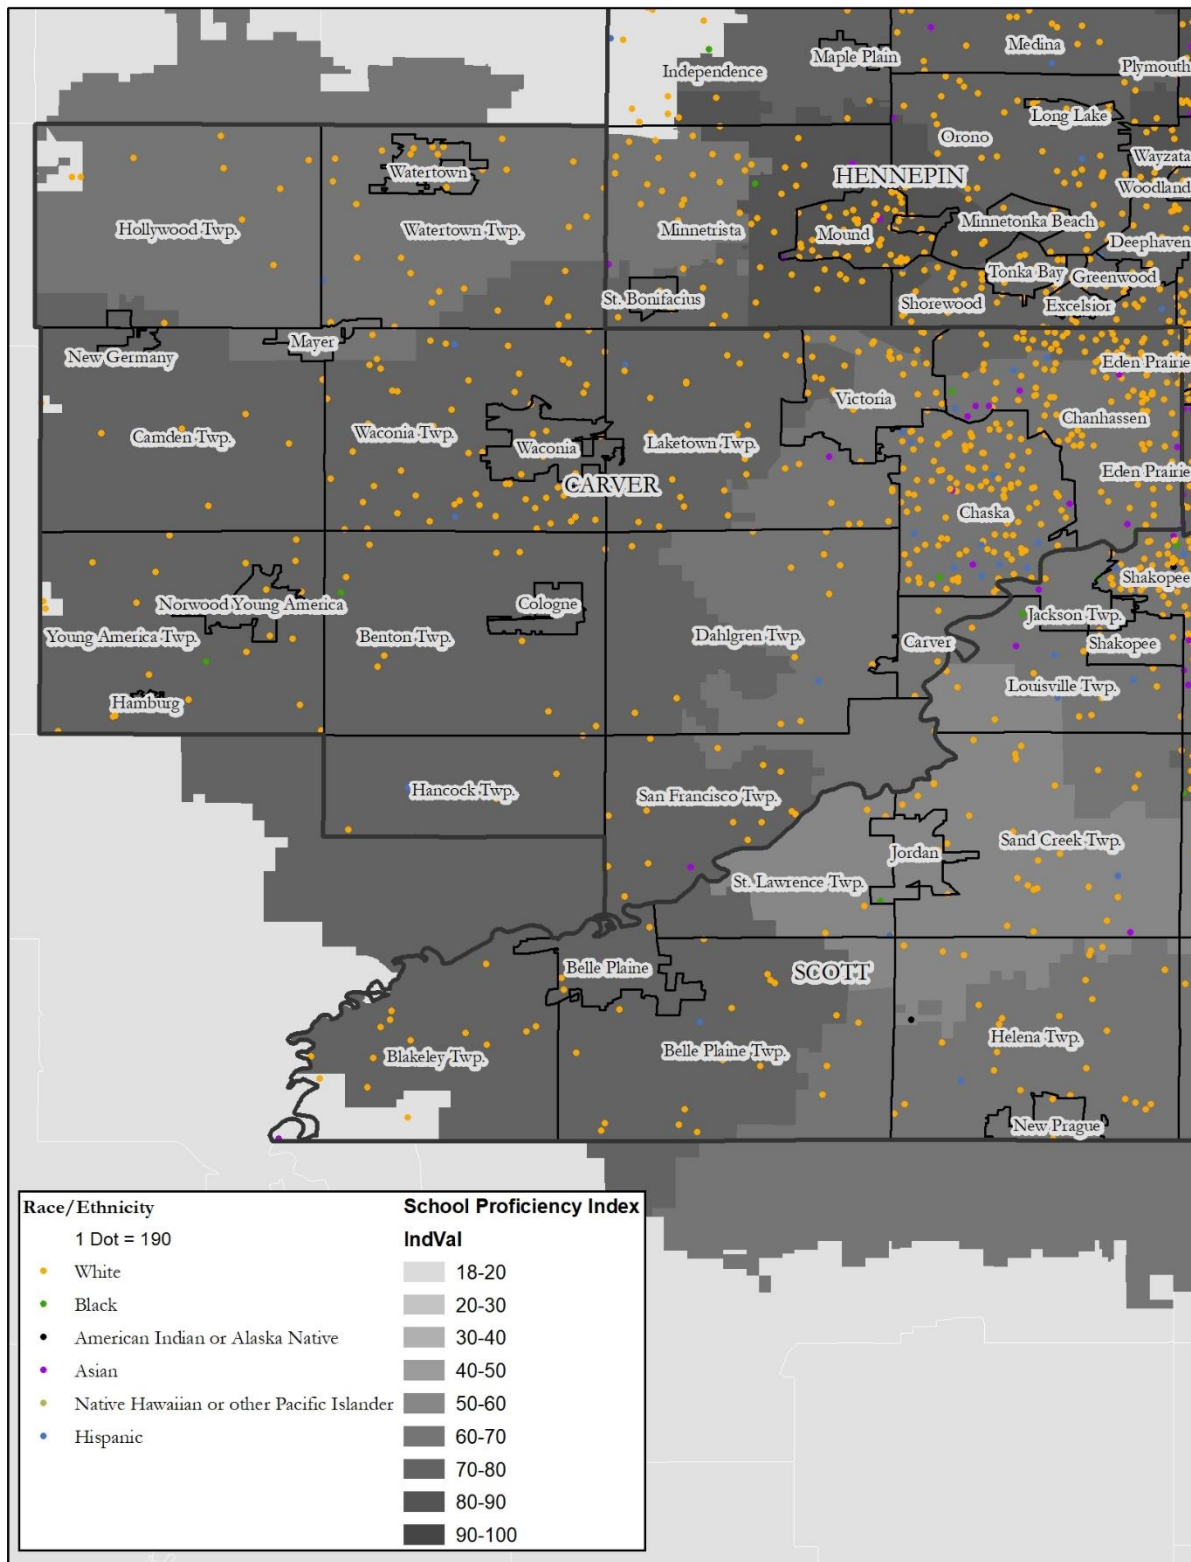 Medina
Maple Plain
Plymouth
Independence
Long Lake
Orono
Wayzata
Watertown
HENNEPIN
Woodland
Minnetonka Beach
Hollywood Twp.
Watertown Twp.
Minnetrista
Mound
Deephaven
Tonka Bay
Greenwood
St. Bonifacius
Shorewood
Excelsior
Mayer
New Germany
Eden Prairie
Victoria
Chanhassen
Camden Twp.
Waconia Twp.
Waconia
Laketown Twp.
Eden Prairie
CARVER
Chaska
Shakopee
Norwood Young America
Cologne
Jackson Twp.
Young America Twp.
Benton Twp.
Dahlgren Twp.
Carver
Shakopee
Louisville Twp.
Hamburg
Hancock Twp.
San Francisco Twp.
Sand Creek Twp.
Jordan
St. Lawrence Twp.
Belle Plaine
SCOTT
Helena Twp.
Blakeley Twp.
Belle Plaine Twp.
New Prague
Race/Ethnicity
1 Dot = 190
White
Black
American Indian or Alaska Native
Asian
Native Hawaiian or other Pacific Islander
Hispanic
School Proficiency Index
IndVal
18-20
20-30
30-40
40-50
50-60
60-70
70-80
80-90
90-100